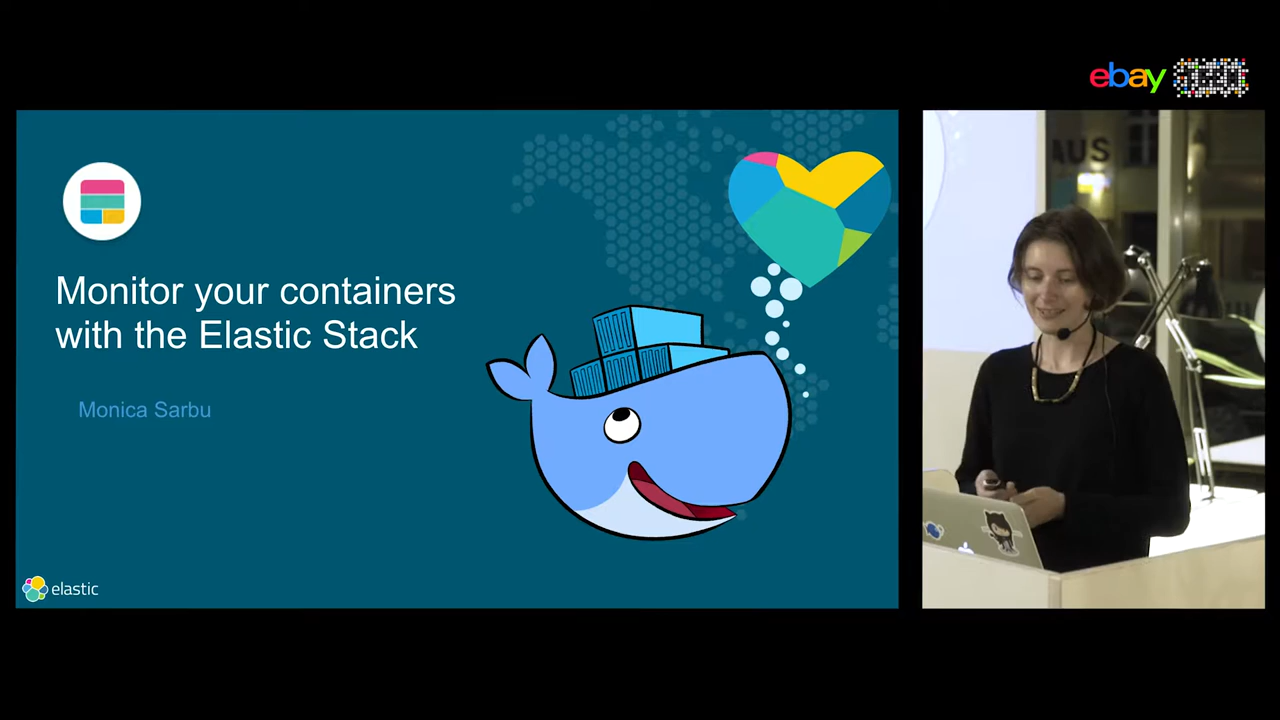 ebay
AUS
Monitor your containers
with the Elastic Stack
Monica Sarbu
elastic